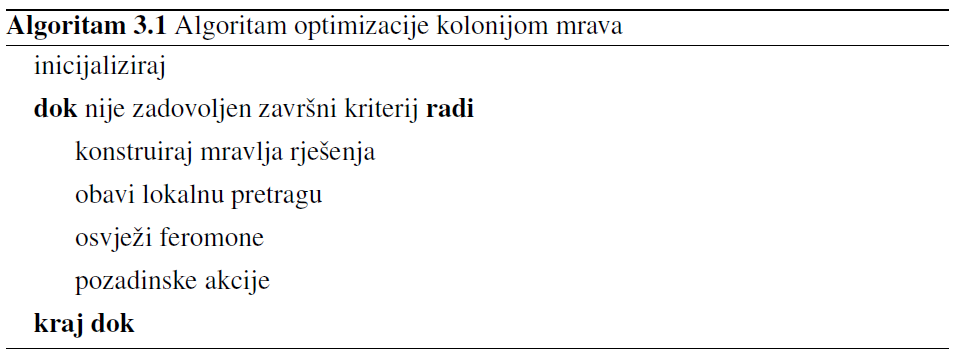 Algoritam 3.1 Algoritam optimizacije kolonijom mrava
inicijaliziraj
dok nije zadovoljen završni kriterij radi
konstruiraj mravlja rješenja
obavi lokalnu pretragu
osvježi feromone
pozadinske akcije
kraj dok